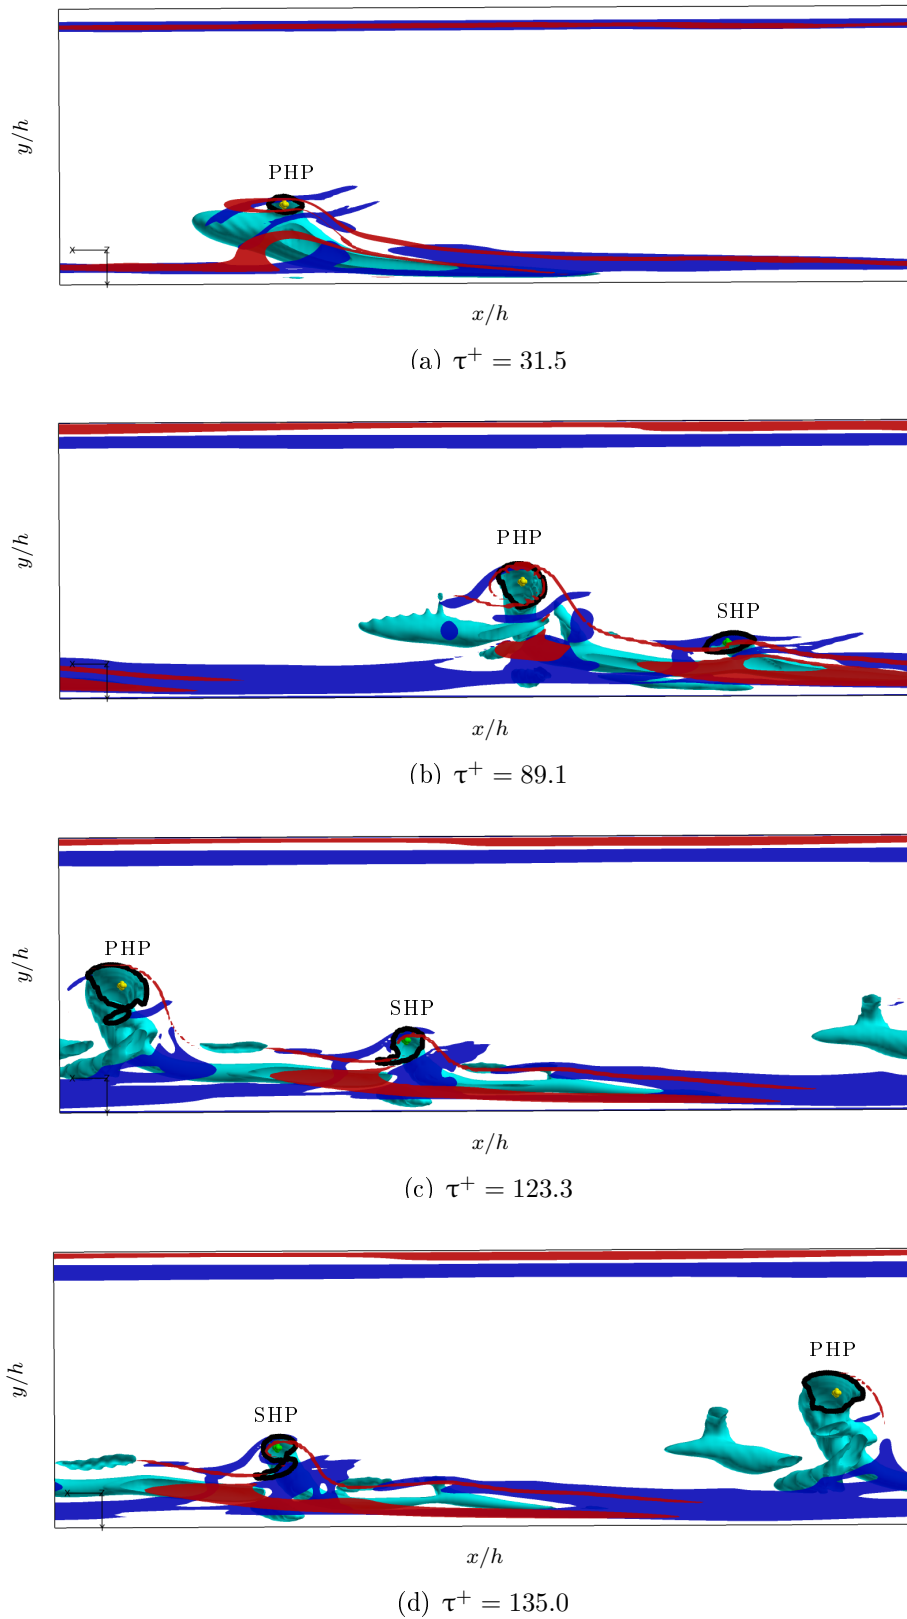 PHP
y/h
x/h
(a) τ⁺ = 31.5
PHP
SHP
y/h
x/h
(b) τ⁺ = 89.1
PHP
SHP
y/h
x/h
(c) τ⁺ = 123.3
PHP
SHP
y/h
x/h
(d) τ⁺ = 135.0